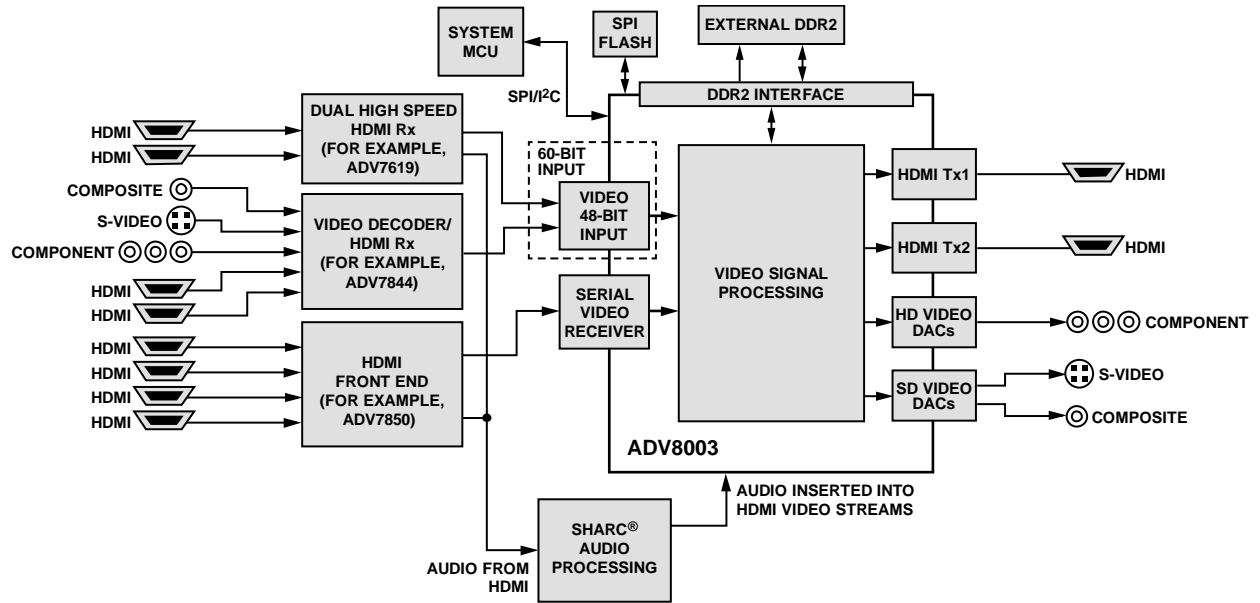 SYSTEM
MCU
SPI
FLASH
EXTERNAL DDR2
SPI/I²C
DDR2 INTERFACE
HDMI
HDMI
DUAL HIGH SPEED
HDMI Rx
(FOR EXAMPLE,
ADV7619)
COMPOSITE
S-VIDEO
COMPONENT
HDMI
HDMI
VIDEO DECODER/
HDMI Rx
(FOR EXAMPLE,
ADV7844)
HDMI
HDMI
HDMI
HDMI
HDMI
FRONT END
(FOR EXAMPLE,
ADV7850)
60-BIT
INPUT
VIDEO
48-BIT
INPUT
SERIAL
VIDEO
RECEIVER
VIDEO SIGNAL
PROCESSING
HDMI Tx1
HDMI
HDMI Tx2
HDMI
HD VIDEO
DACs
COMPONENT
SD VIDEO
DACs
S-VIDEO
COMPOSITE
ADV8003
AUDIO INSERTED INTO
HDMI VIDEO STREAMS
SHARC®
AUDIO
PROCESSING
AUDIO FROM
HDMI